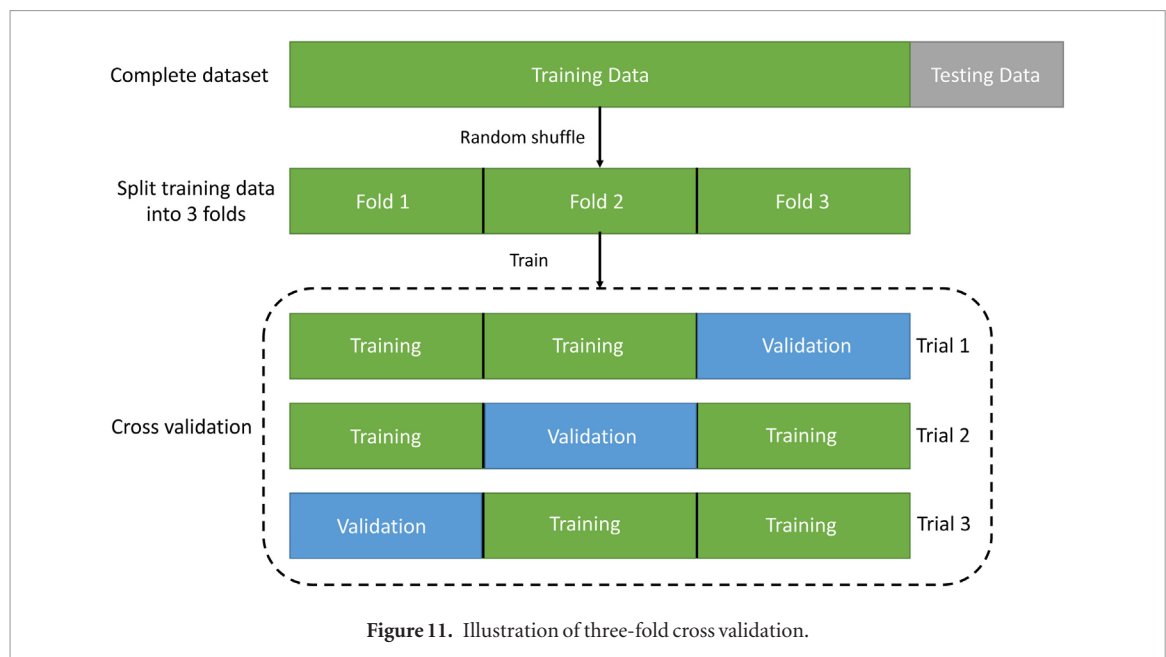 Complete dataset
Training Data
Testing Data
Random shuffle
Split training data
into 3 folds
Fold 1
Fold 2
Fold 3
Train
Training
Training
Validation
Trial 1
Cross validation
Training
Validation
Training
Trial 2
Validation
Training
Training
Trial 3
Figure 11. Illustration of three-fold cross validation.